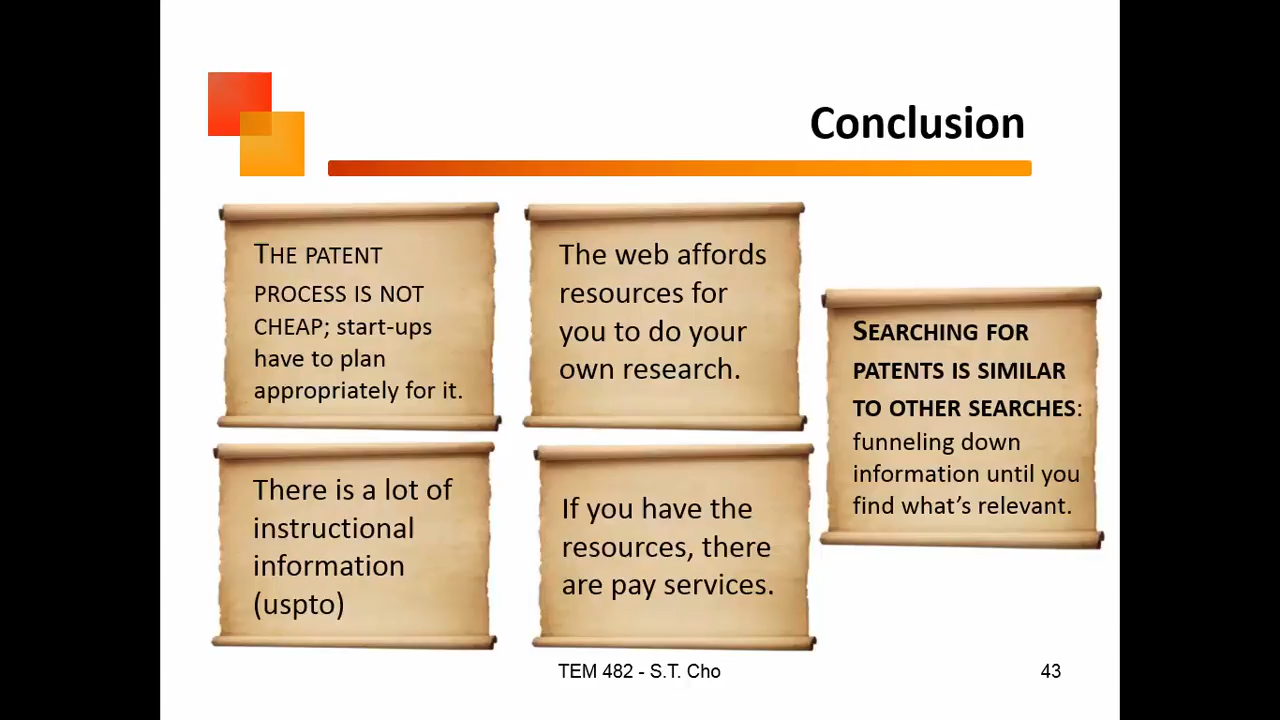 Conclusion
THE PATENT
PROCESS IS NOT
CHEAP; start-ups
have to plan
appropriately for it.
The web affords
resources for
you to do your
own research.
SEARCHING FOR
PATENTS IS SIMILAR
TO OTHER SEARCHES:
funneling down
information until you
find what's relevant.
There is a lot of
instructional
information
(uspto)
If you have the
resources, there
are pay services.
TEM 482 - S.T. Cho
43